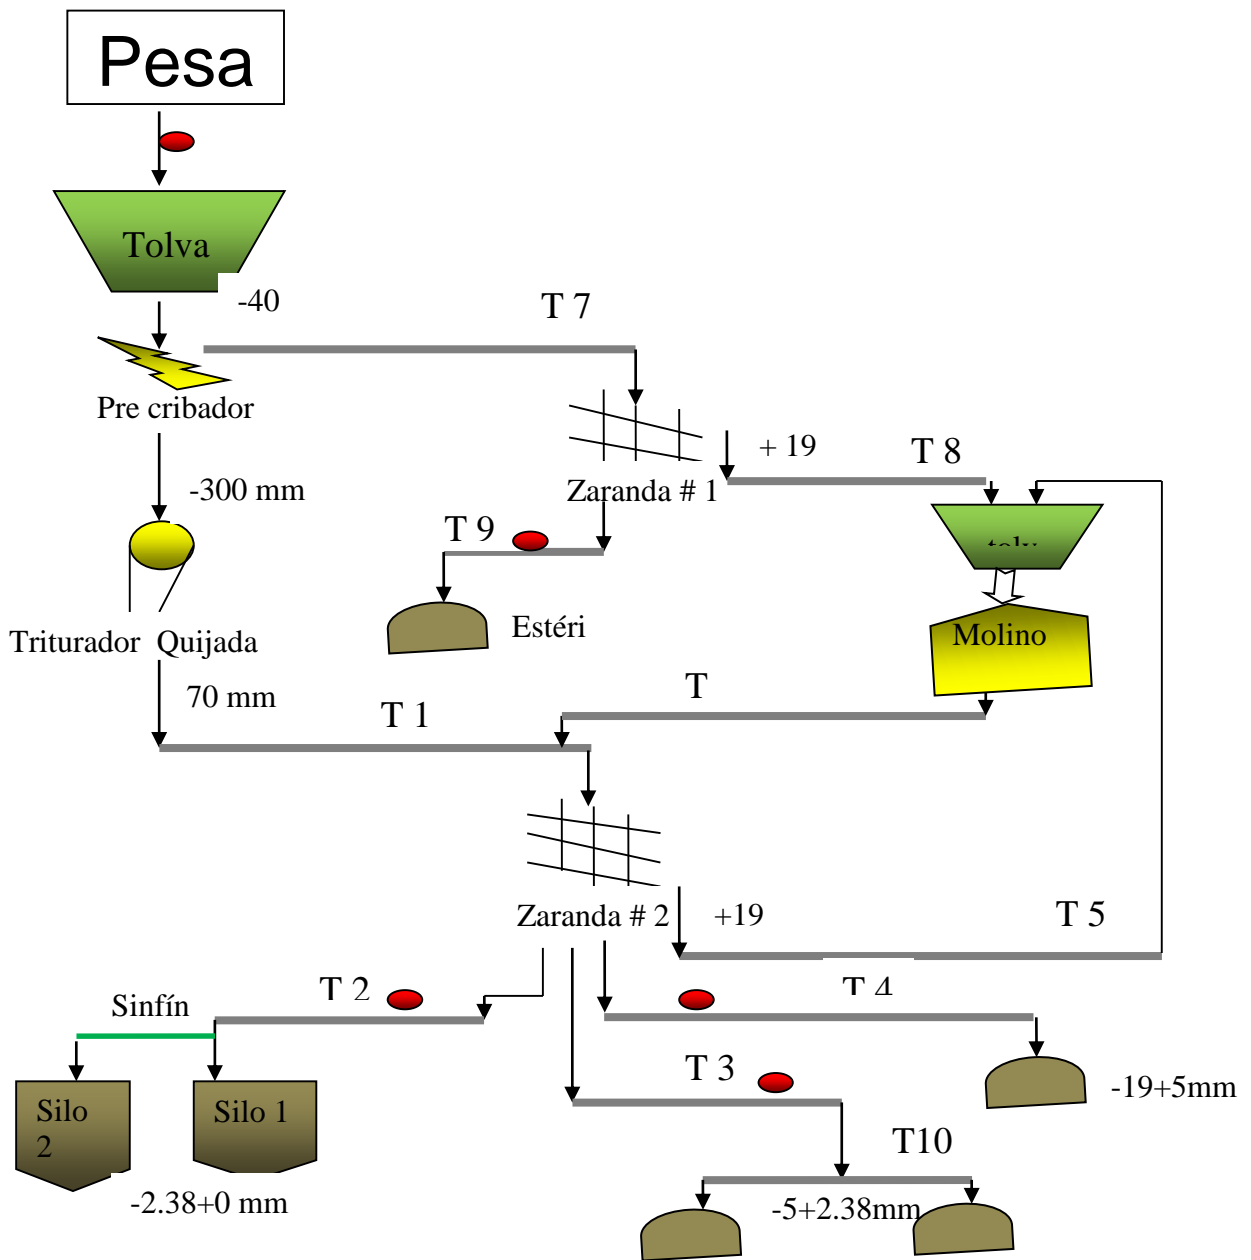 Pesa
Tolva
-40
T 7
Pre cribador
+ 19
T 8
-300 mm
Zaranda # 1
T 9
tolv
Estéri
Molino
Triturador Quijada
70 mm
T
T 1
Zaranda # 2
+19
T 5
T 2
T 4
Sinfín
T 3
-19+5mm
Silo
2
Silo 1
T10
-2.38+0 mm
-5+2.38mm